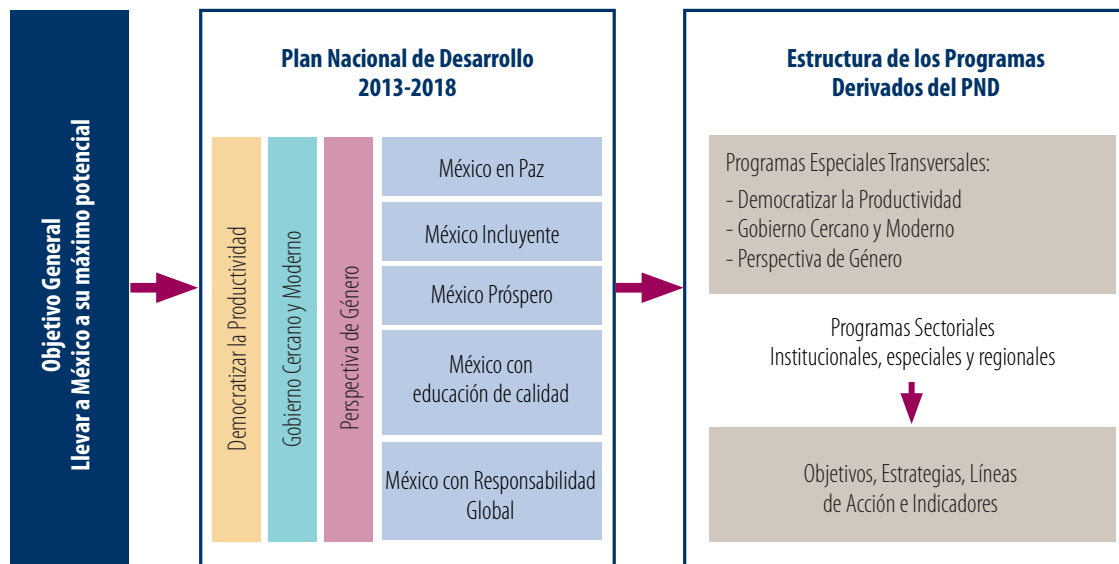 Objetivo General
Llevar a México a su máximo potencial
Plan Nacional de Desarrollo
2013-2018
Democratizar la Productividad
Gobierno Cercano y Moderno
Perspectiva de Género
México en Paz
México Incluyente
México Próspero
México con
educación de calidad
México con Responsabilidad
Global
Estructura de los Programas
Derivados del PND
Programas Especiales Transversales:
- Democratizar la Productividad
- Gobierno Cercano y Moderno
- Perspectiva de Género
Programas Sectoriales
Institucionales, especiales y regionales
Objetivos, Estrategias, Líneas
de Acción e Indicadores